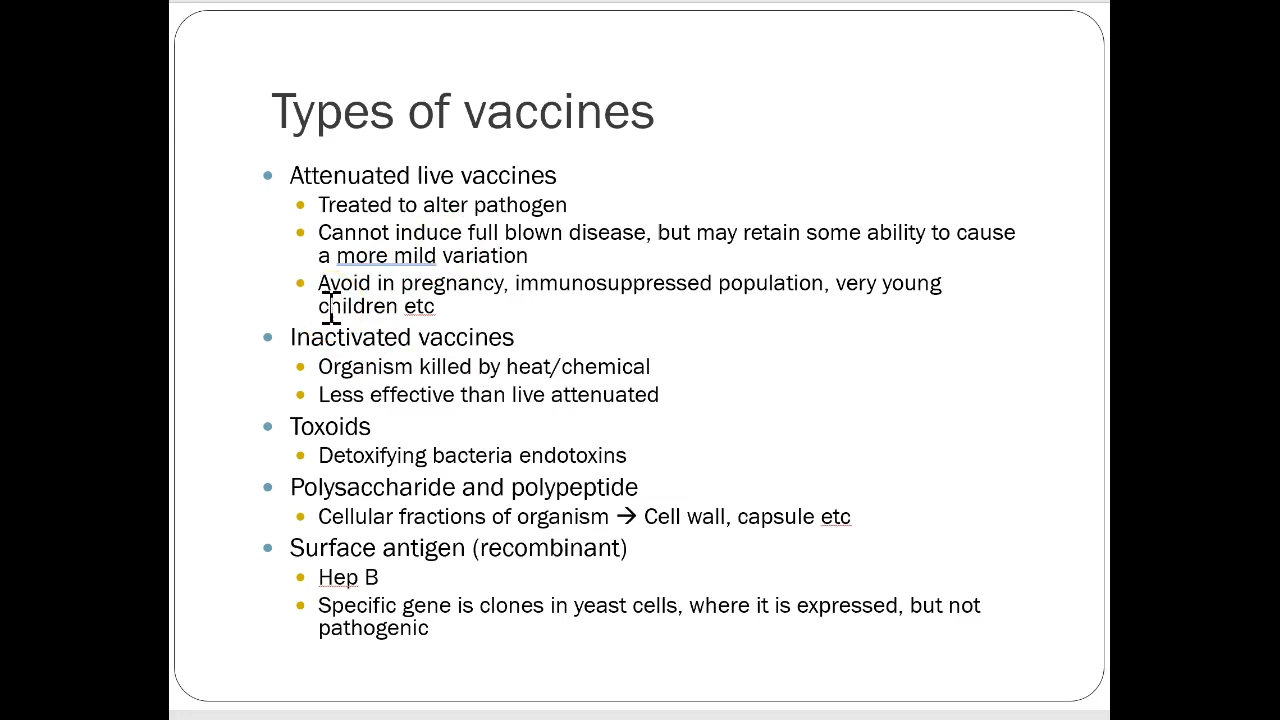 Types of vaccines
Attenuated live vaccines
Treated to alter pathogen
Cannot induce full blown disease, but may retain some ability to cause
a more mild variation
Avoid in pregnancy, immunosuppressed population, very young
children etc
Inactivated vaccines
Organism killed by heat/chemical
Less effective than live attenuated
Toxoids
Detoxifying bacteria endotoxins
Polysaccharide and polypeptide
Cellular fractions of organism → Cell wall, capsule etc
Surface antigen (recombinant)
Hep B
Specific gene is clones in yeast cells, where it is expressed, but not
pathogenic